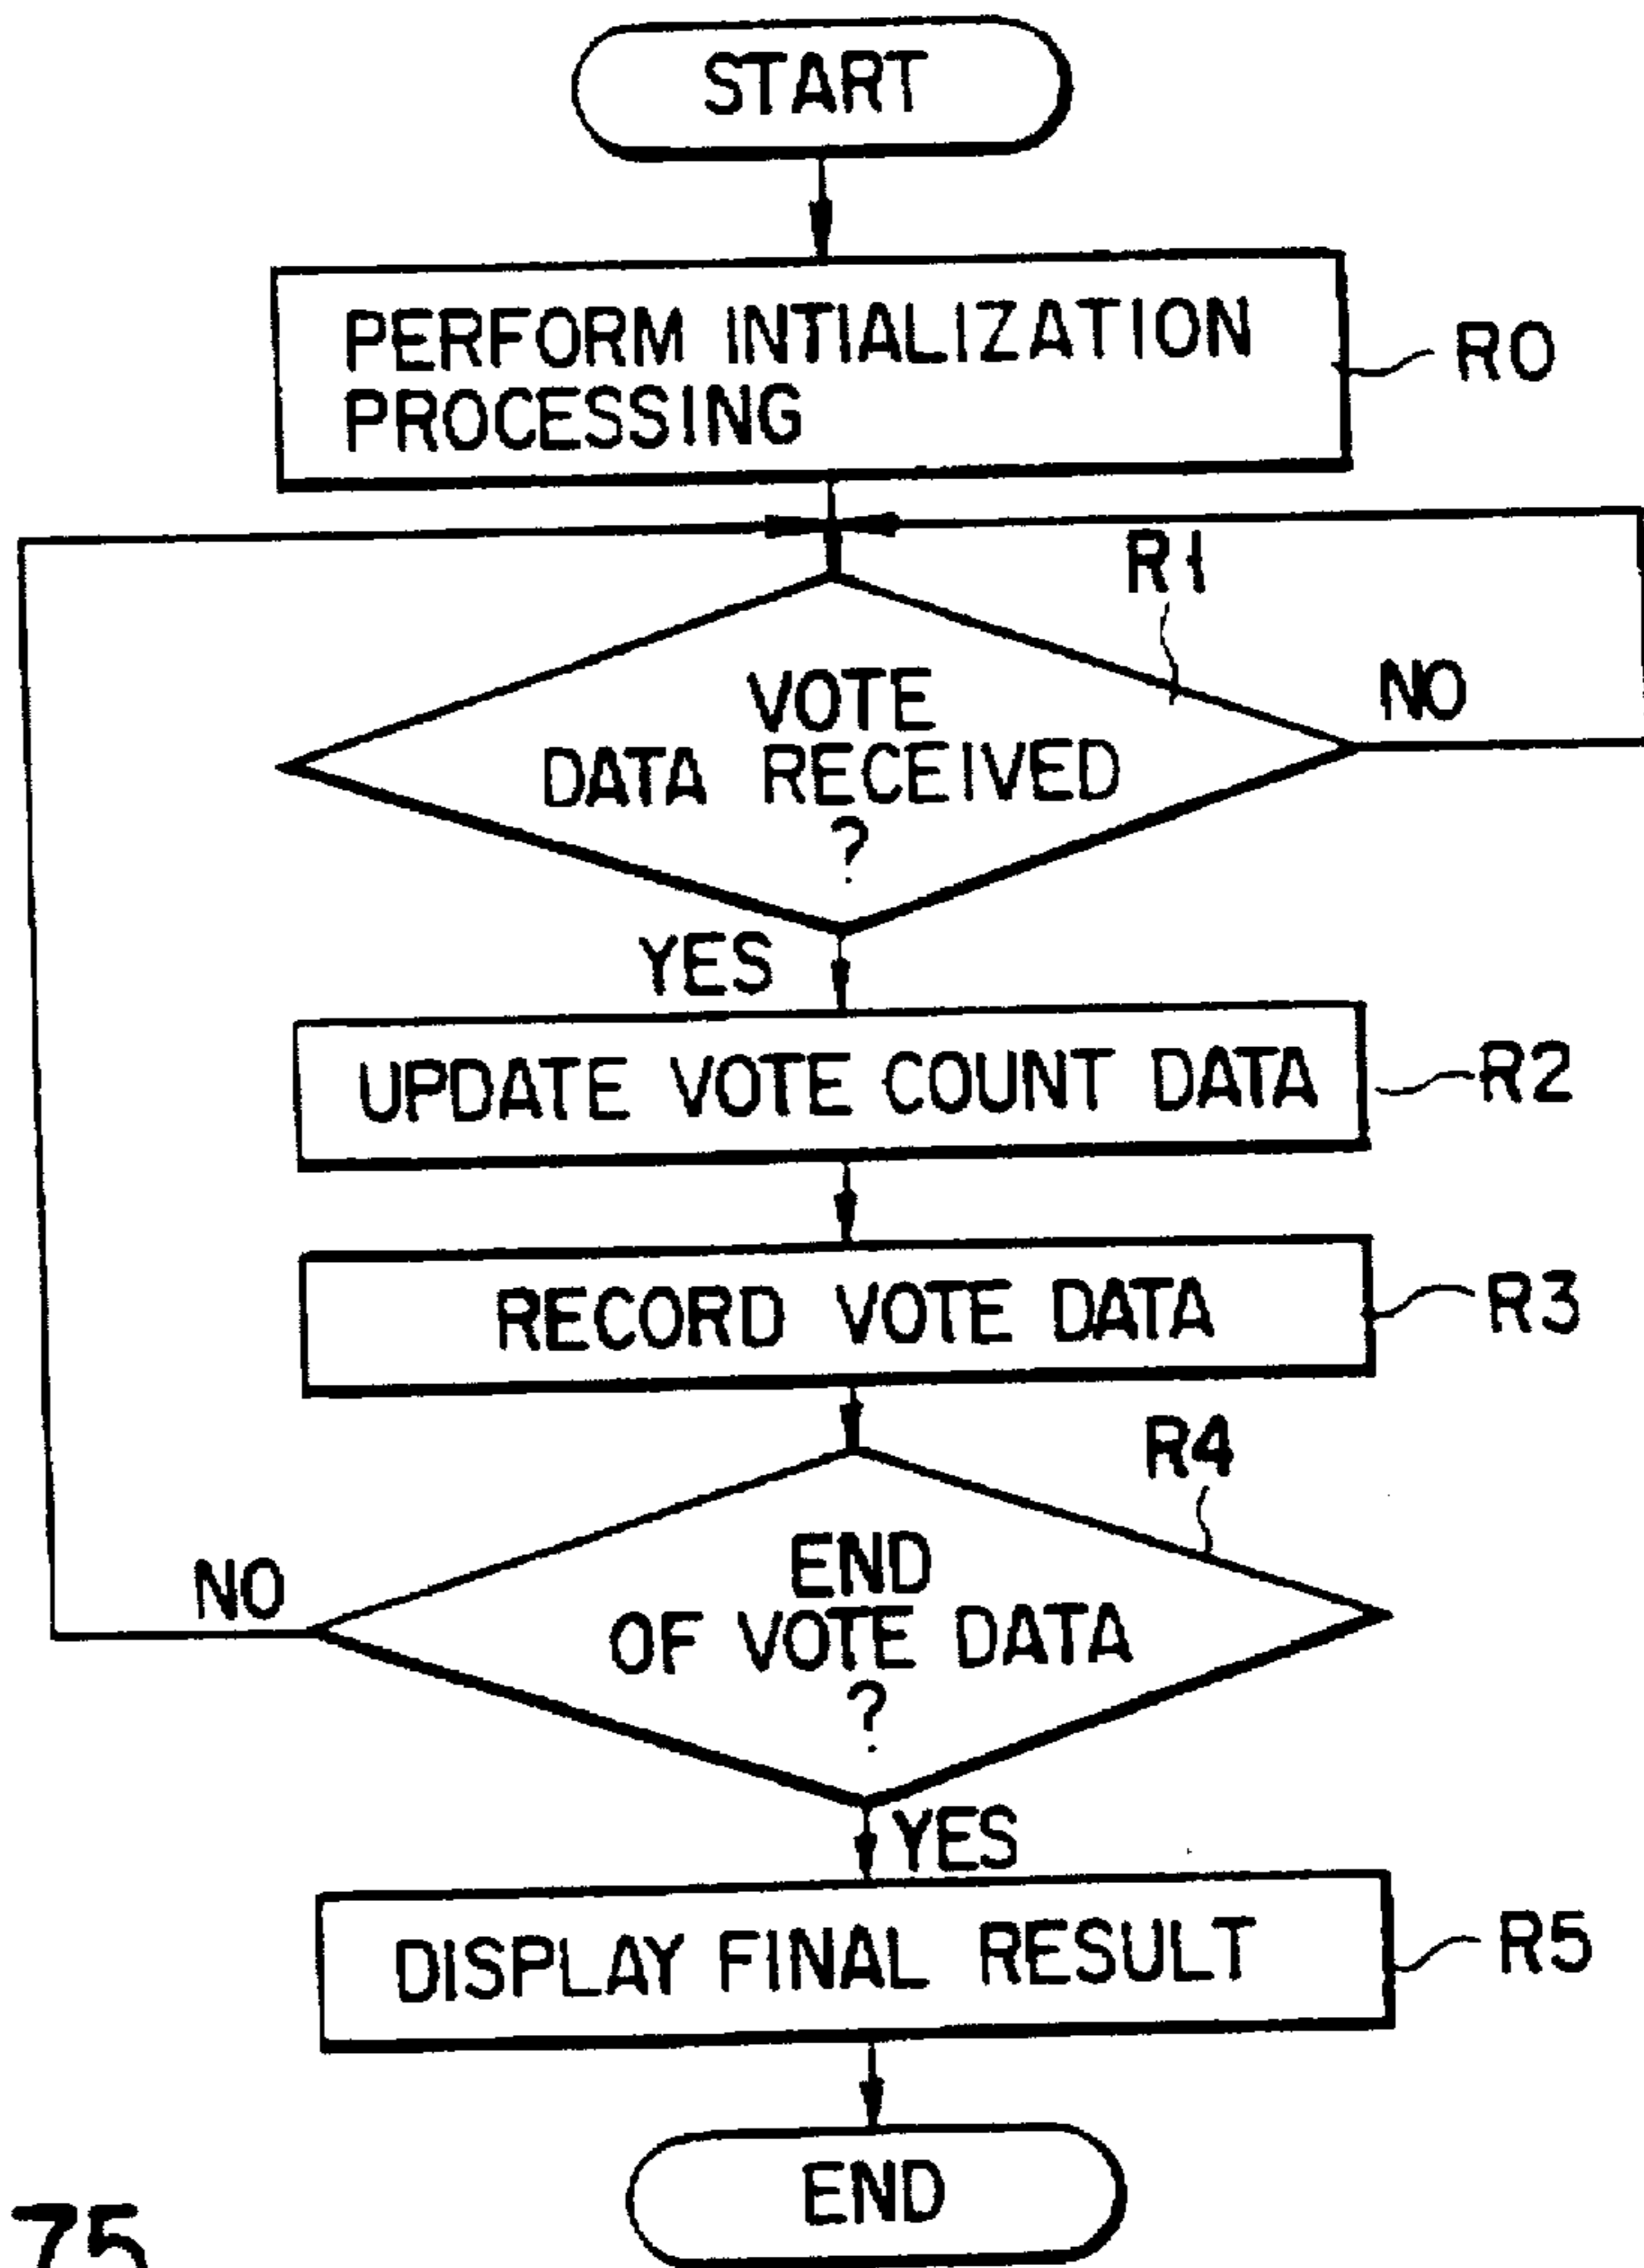 START
PERFORM INTIALIZATION
PROCESSING
R0
R1
VOTE
DATA RECEIVED
?
NO
YES
UPDATE VOTE COUNT DATA
R2
RECORD VOTE DATA
R3
R4
END
OF VOTE DATA
?
NO
YES
DISPLAY FINAL RESULT
R5
END
75